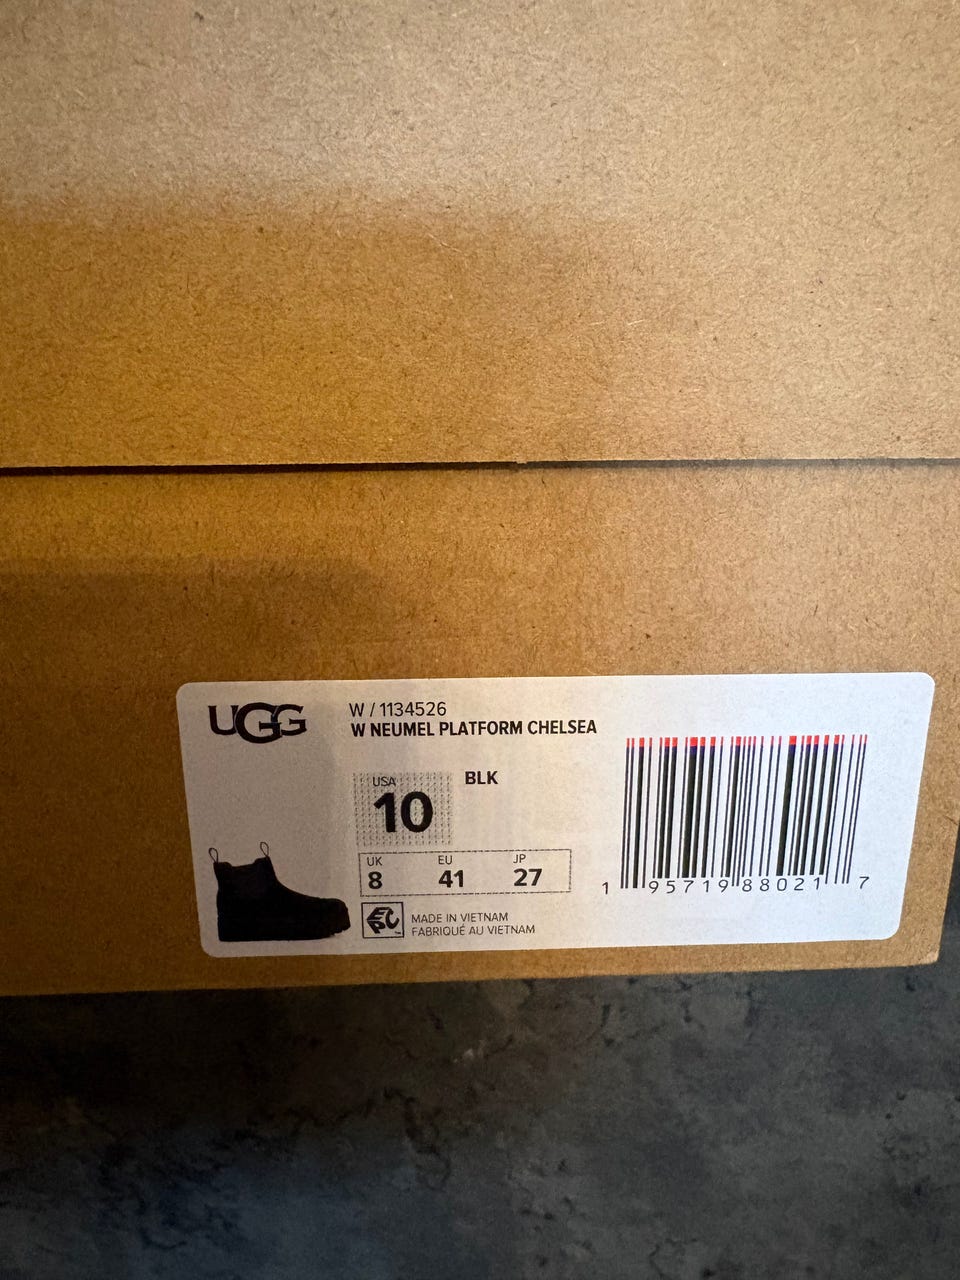 UGG
W / 1134526
W NEUMEL PLATFORM CHELSEA
USA
10
BLK
UK EU JP
8 41 27
EPC
MADE IN VIETNAM
FABRIQUÉ AU VIETNAM
1 95719 88021 7